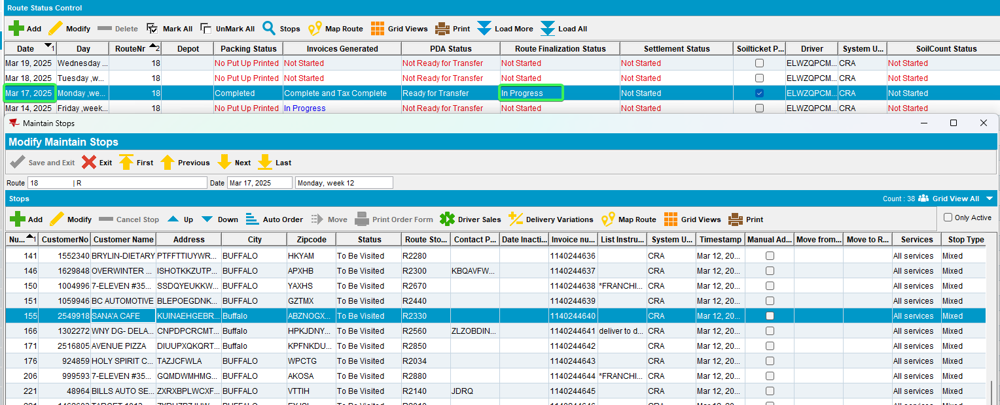 Route Status Control
Add Modify Delete Mark All UnMark All Stops Map Route Grid Views Print Load More Load All
Date 1 Day RouteNr 2 Depot Packing Status Invoices Generated PDA Status Route Finalization Status Settlement Status Soilticket P... Driver System U... SoilCount Status
Mar 19, 2025 Wednesday ... 18 No Put Up Printed Not Started Not Ready for Transfer Not Started Not Started ELWZQPCM... CRA Not Started
Mar 18, 2025 Tuesday ,w... 18 No Put Up Printed Not Started Not Ready for Transfer Not Started Not Started ELWZQPCM... CRA Not Started
Mar 17, 2025 Monday ,we... 18 Completed Complete and Tax Complete Ready for Transfer In Progress Not Started ELWZQPCM... CRA Not Started
Mar 14, 2025 Friday ,week... 18 No Put Up Printed In Progress Not Ready for Transfer Not Started Not Started ELWZQPCM... CRA Not Started
Maintain Stops
Modify Maintain Stops
Save and Exit Exit First Previous Next Last
Route 18 | R Date Mar 17, 2025 Monday, week 12
Stops Count : 38 Grid View All
Add Modify Cancel Stop Up Down Auto Order Move Print Order Form Driver Sales Delivery Variations Map Route Grid Views Print Only Active
Nu... 1 CustomerNo Customer Name Address City Zipcode Status Route Sto... Contact P... Date Inacti... Invoice nu... List Instru... System U... Timestamp Manual Ad... Move from... Move to R... Services Stop Type
141 1552340 BRYLIN-DIETARY PTFFTTIUYWR... BUFFALO HKYAM To Be Visited R2280 1140244636 CRA Mar 12, 20... All services Mixed
146 1629848 OVERWINTER ... ISHOTKKZUTP... BUFFALO APXHB To Be Visited R2300 KBQAVFW... 1140244637 CRA Mar 12, 20... All services Mixed
150 1004996 7-ELEVEN #35... SSDQYEUKKW... BUFFALO YAXHS To Be Visited R2670 1140244638 *FRANCHI... CRA Mar 12, 20... All services Mixed
151 1059946 BC AUTOMOTIVE BLEPOEGDNK... BUFFALO GZTMX To Be Visited R2440 1140244639 CRA Mar 12, 20... All services Mixed
155 2549918 SANA'A CAFE KUINAEHGEBR... Buffalo ABZNOGX... To Be Visited R2330 1140244640 CRA Mar 12, 20... All services Mixed
166 1302272 WNY DG- DELA... CNPDPCRCMT... Buffalo HPKJDNY... To Be Visited R2560 ZLZOBDIN... 1140244641 deliver to d... CRA Mar 12, 20... All services Mixed
171 2516805 AVENUE PIZZA DIUUPXQKQRT... Buffalo KPFNKDU... To Be Visited R2850 1140244642 CRA Mar 12, 20... All services Mixed
176 924859 HOLY SPIRIT C... TAZJCFWLA BUFFALO WPCTG To Be Visited R2034 1140244643 CRA Mar 12, 20... All services Mixed
206 999593 7-ELEVEN #35... GQMDWMHMG... BUFFALO AKOSA To Be Visited R2880 1140244644 *FRANCHI... CRA Mar 12, 20... All services Mixed
221 48964 BILLS AUTO SE... ZXRXBPLWCXF... BUFFALO VTTIH To Be Visited R2140 JDRQ 1140244645 CRA Mar 12, 20... All services Mixed